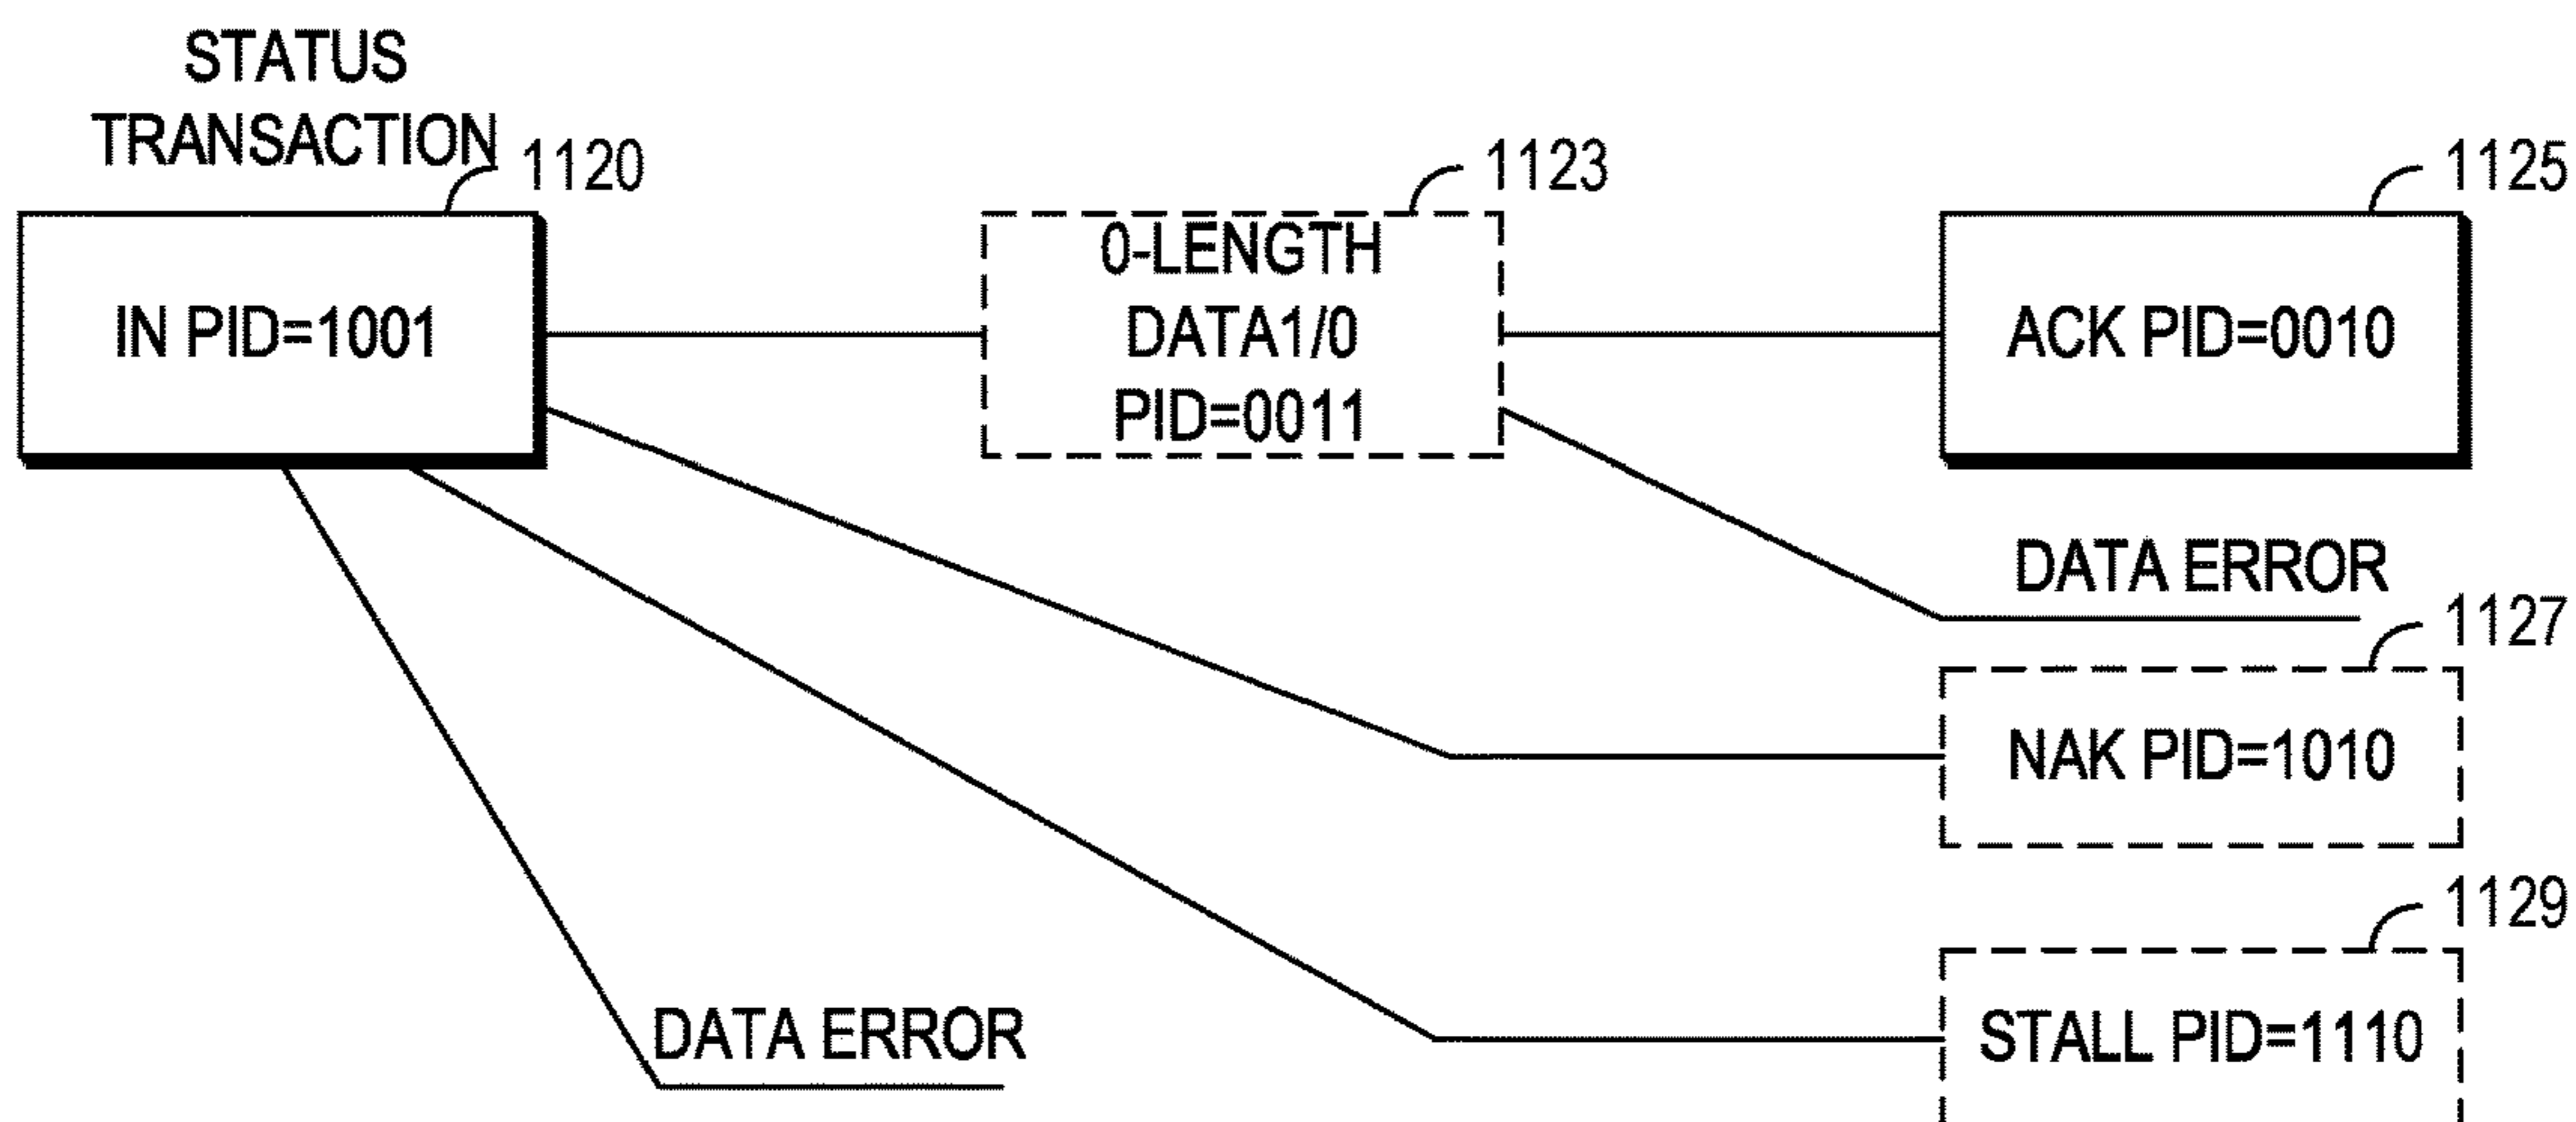 STATUS
TRANSACTION
1120
1123
1125
IN PID=1001
0-LENGTH
DATA1/0
PID=0011
ACK PID=0010
DATA ERROR
1127
NAK PID=1010
1129
STALL PID=1110
DATA ERROR